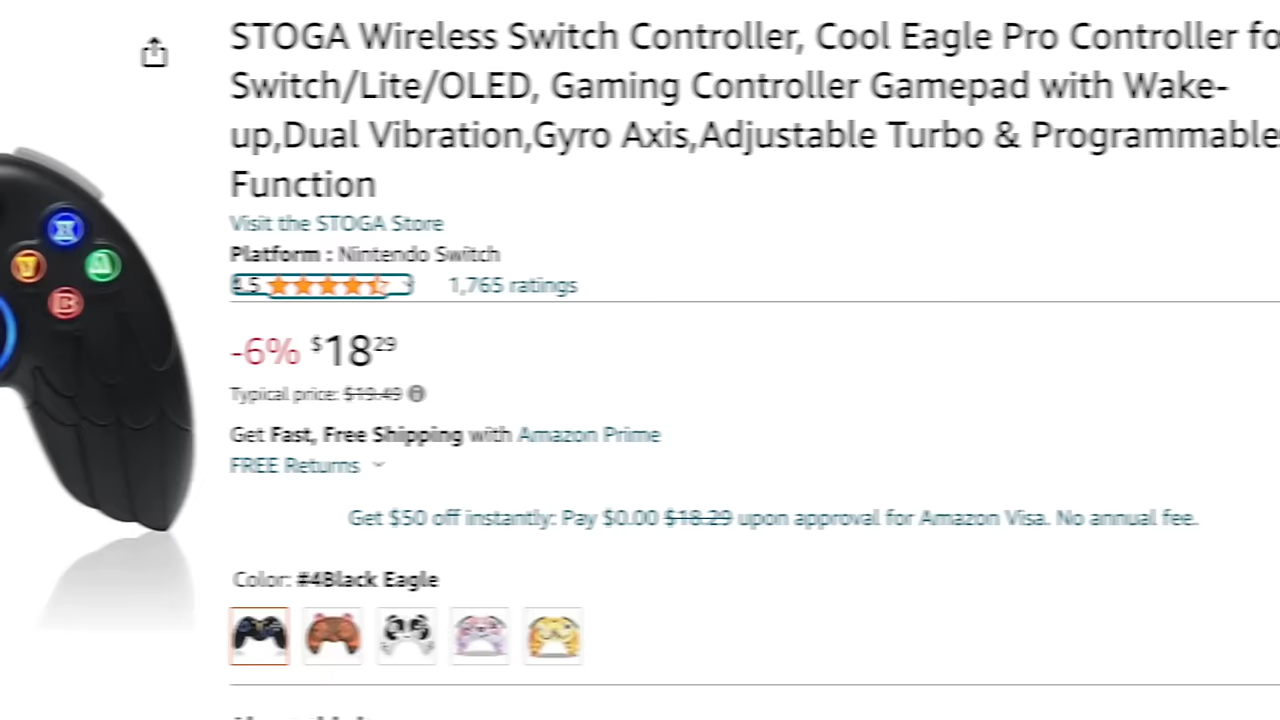 STOGA Wireless Switch Controller, Cool Eagle Pro Controller fo
Switch/Lite/OLED, Gaming Controller Gamepad with Wake-
up,Dual Vibration,Gyro Axis,Adjustable Turbo & Programmable
Function
Visit the STOGA Store
Platform : Nintendo Switch
4.5 1,765 ratings
-6% $18 29
Typical price: $19.49
Get Fast, Free Shipping with Amazon Prime
FREE Returns
Get $50 off instantly: Pay $0.00 $18.29 upon approval for Amazon Visa. No annual fee.
Color: #4Black Eagle
X
Y
A
B